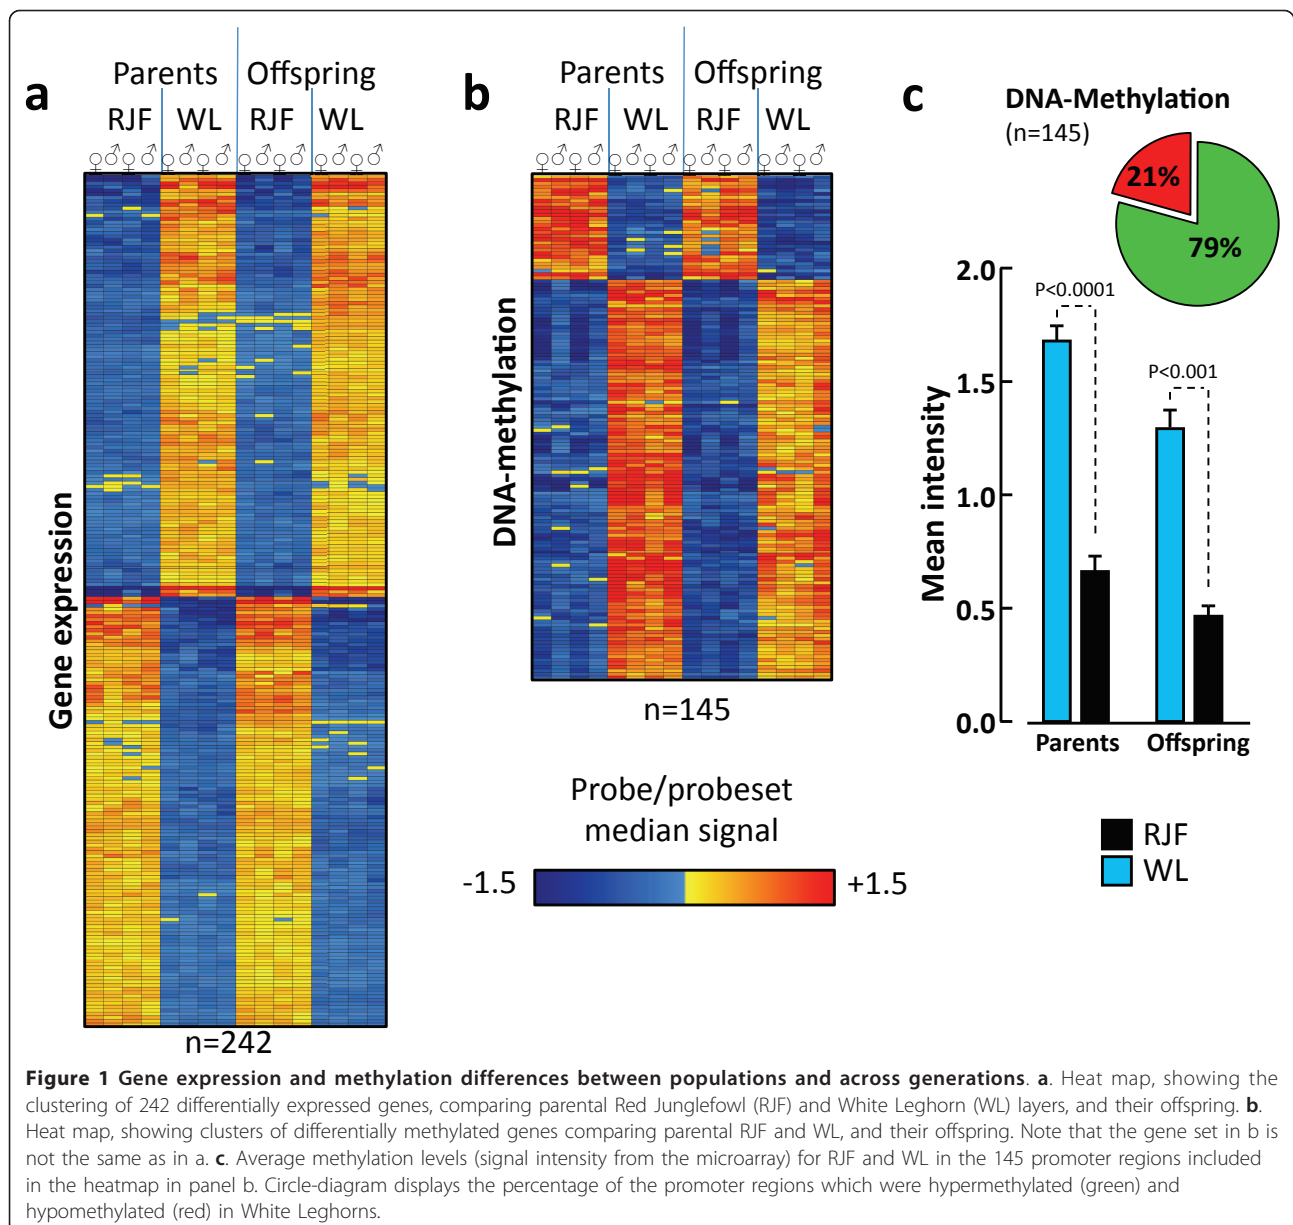 a
Parents Offspring
RJF WL RJF WL
♀ ♂ ♀ ♂ ♀ ♂ ♀ ♂ ♀ ♂ ♀ ♂ ♀ ♂ ♀ ♂
Gene expression
n=242
b
Parents Offspring
RJF WL RJF WL
♀ ♂ ♀ ♂ ♀ ♂ ♀ ♂ ♀ ♂ ♀ ♂ ♀ ♂ ♀ ♂
DNA-methylation
n=145
Probe/probeset
median signal
-1.5 +1.5
c
DNA-Methylation
(n=145)
21%
79%
Mean intensity
2.0
1.5
1.0
0.5
0.0
P<0.0001
P<0.001
Parents Offspring
RJF
WL
Figure 1 Gene expression and methylation differences between populations and across generations. a. Heat map, showing the
clustering of 242 differentially expressed genes, comparing parental Red Junglefowl (RJF) and White Leghorn (WL) layers, and their offspring. b.
Heat map, showing clusters of differentially methylated genes comparing parental RJF and WL, and their offspring. Note that the gene set in b is
not the same as in a. c. Average methylation levels (signal intensity from the microarray) for RJF and WL in the 145 promoter regions included
in the heatmap in panel b. Circle-diagram displays the percentage of the promoter regions which were hypermethylated (green) and
hypomethylated (red) in White Leghorns.